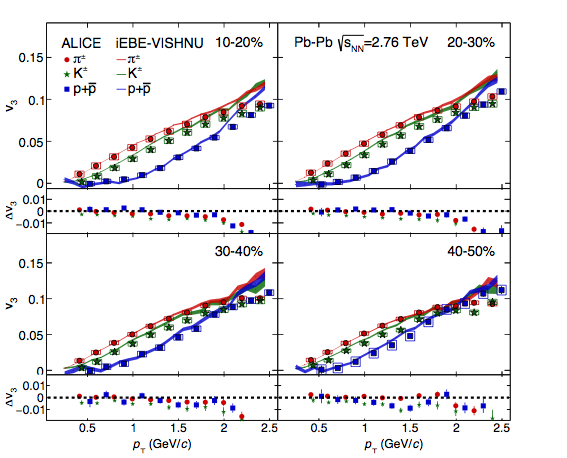 ALICE iEBE-VISHNU 10-20%
π± π±
K± K±
p+p̅ p+p̅
Pb-Pb √sNN=2.76 TeV 20-30%
0.15
0.1
0.05
0
v3
0.01
0
−0.01
Δv3
30-40%
40-50%
0.15
0.1
0.05
0
v3
0.01
0
−0.01
Δv3
0.5 1 1.5 2 2.5
0.5 1 1.5 2 2.5
pT (GeV/c)
pT (GeV/c)